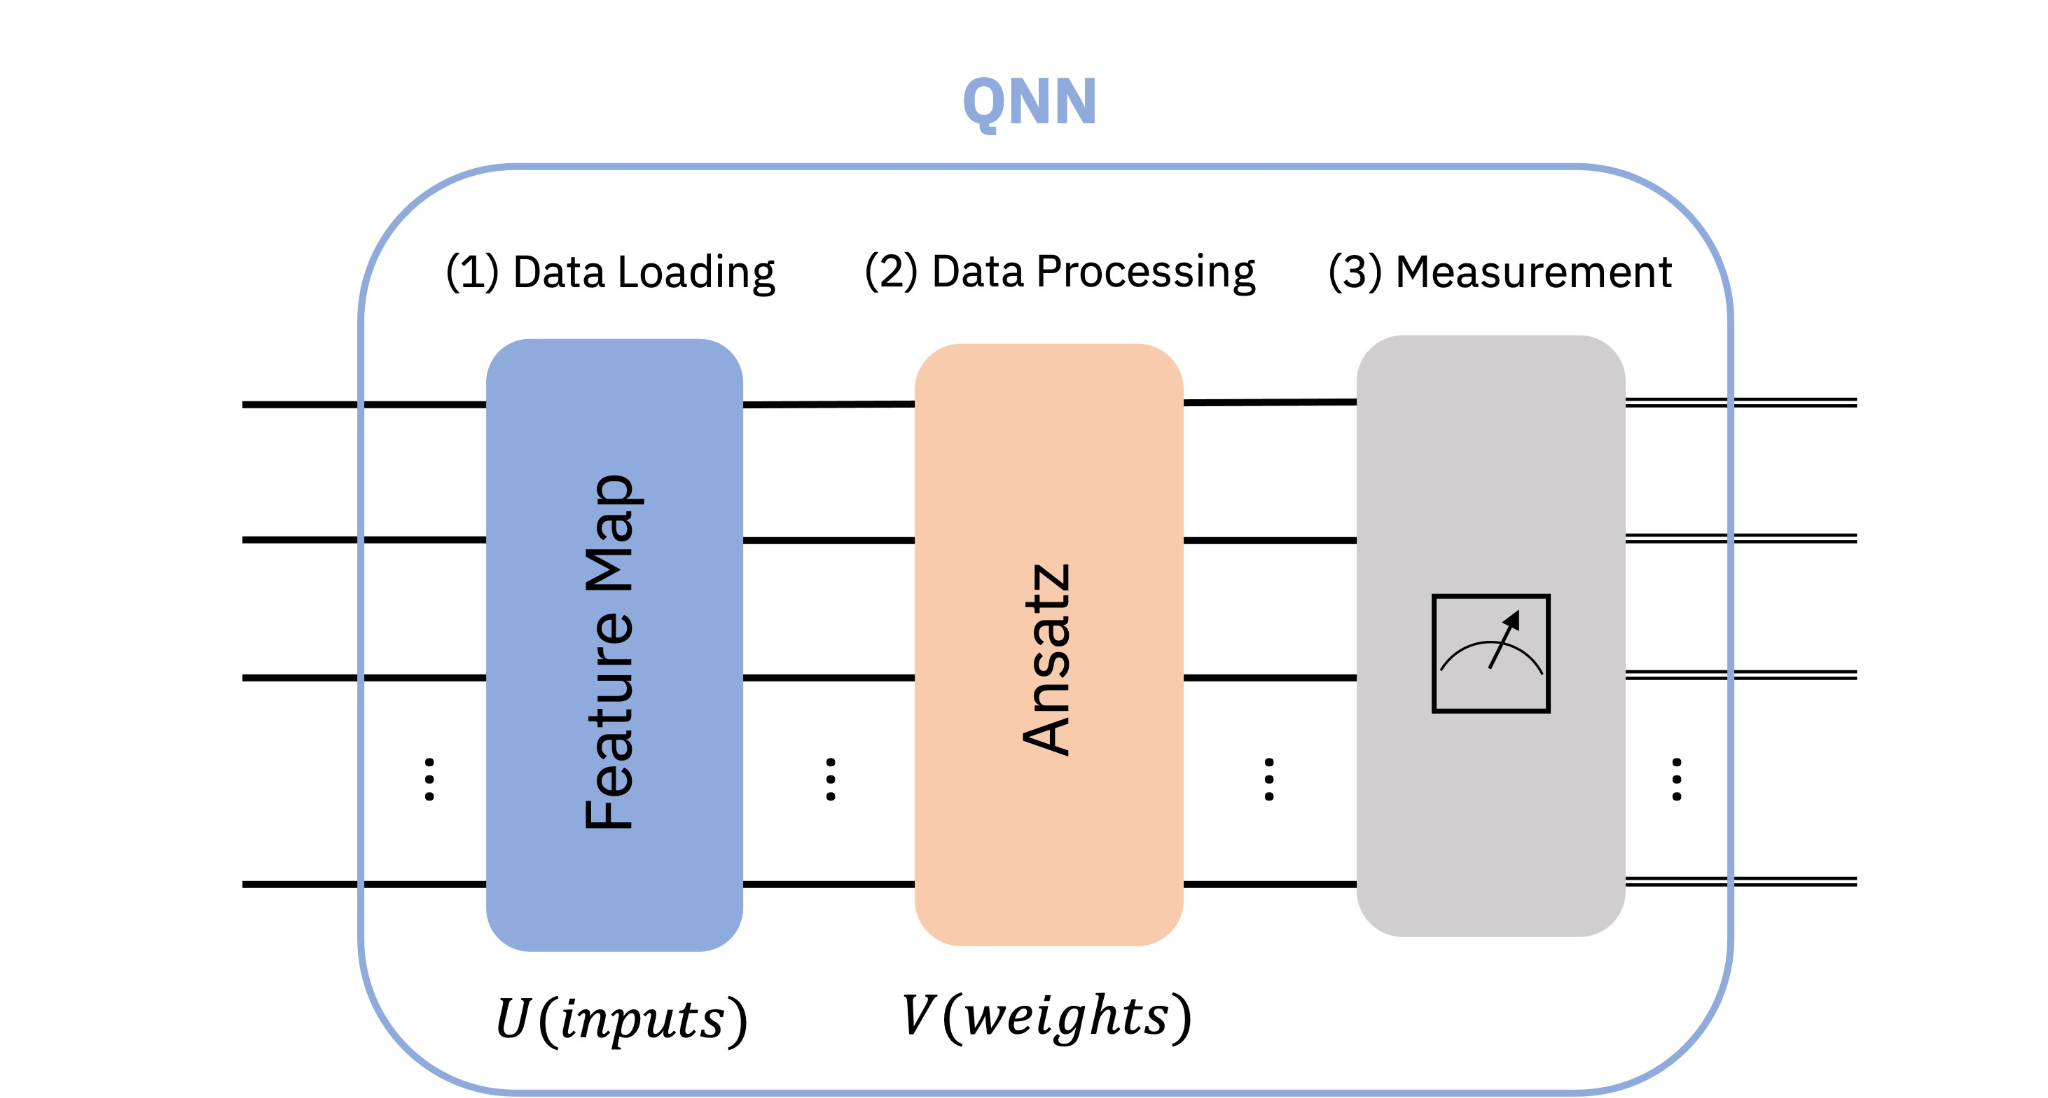 QNN
(1) Data Loading
(2) Data Processing
(3) Measurement
Feature Map
Ansatz
U(inputs)
V(weights)